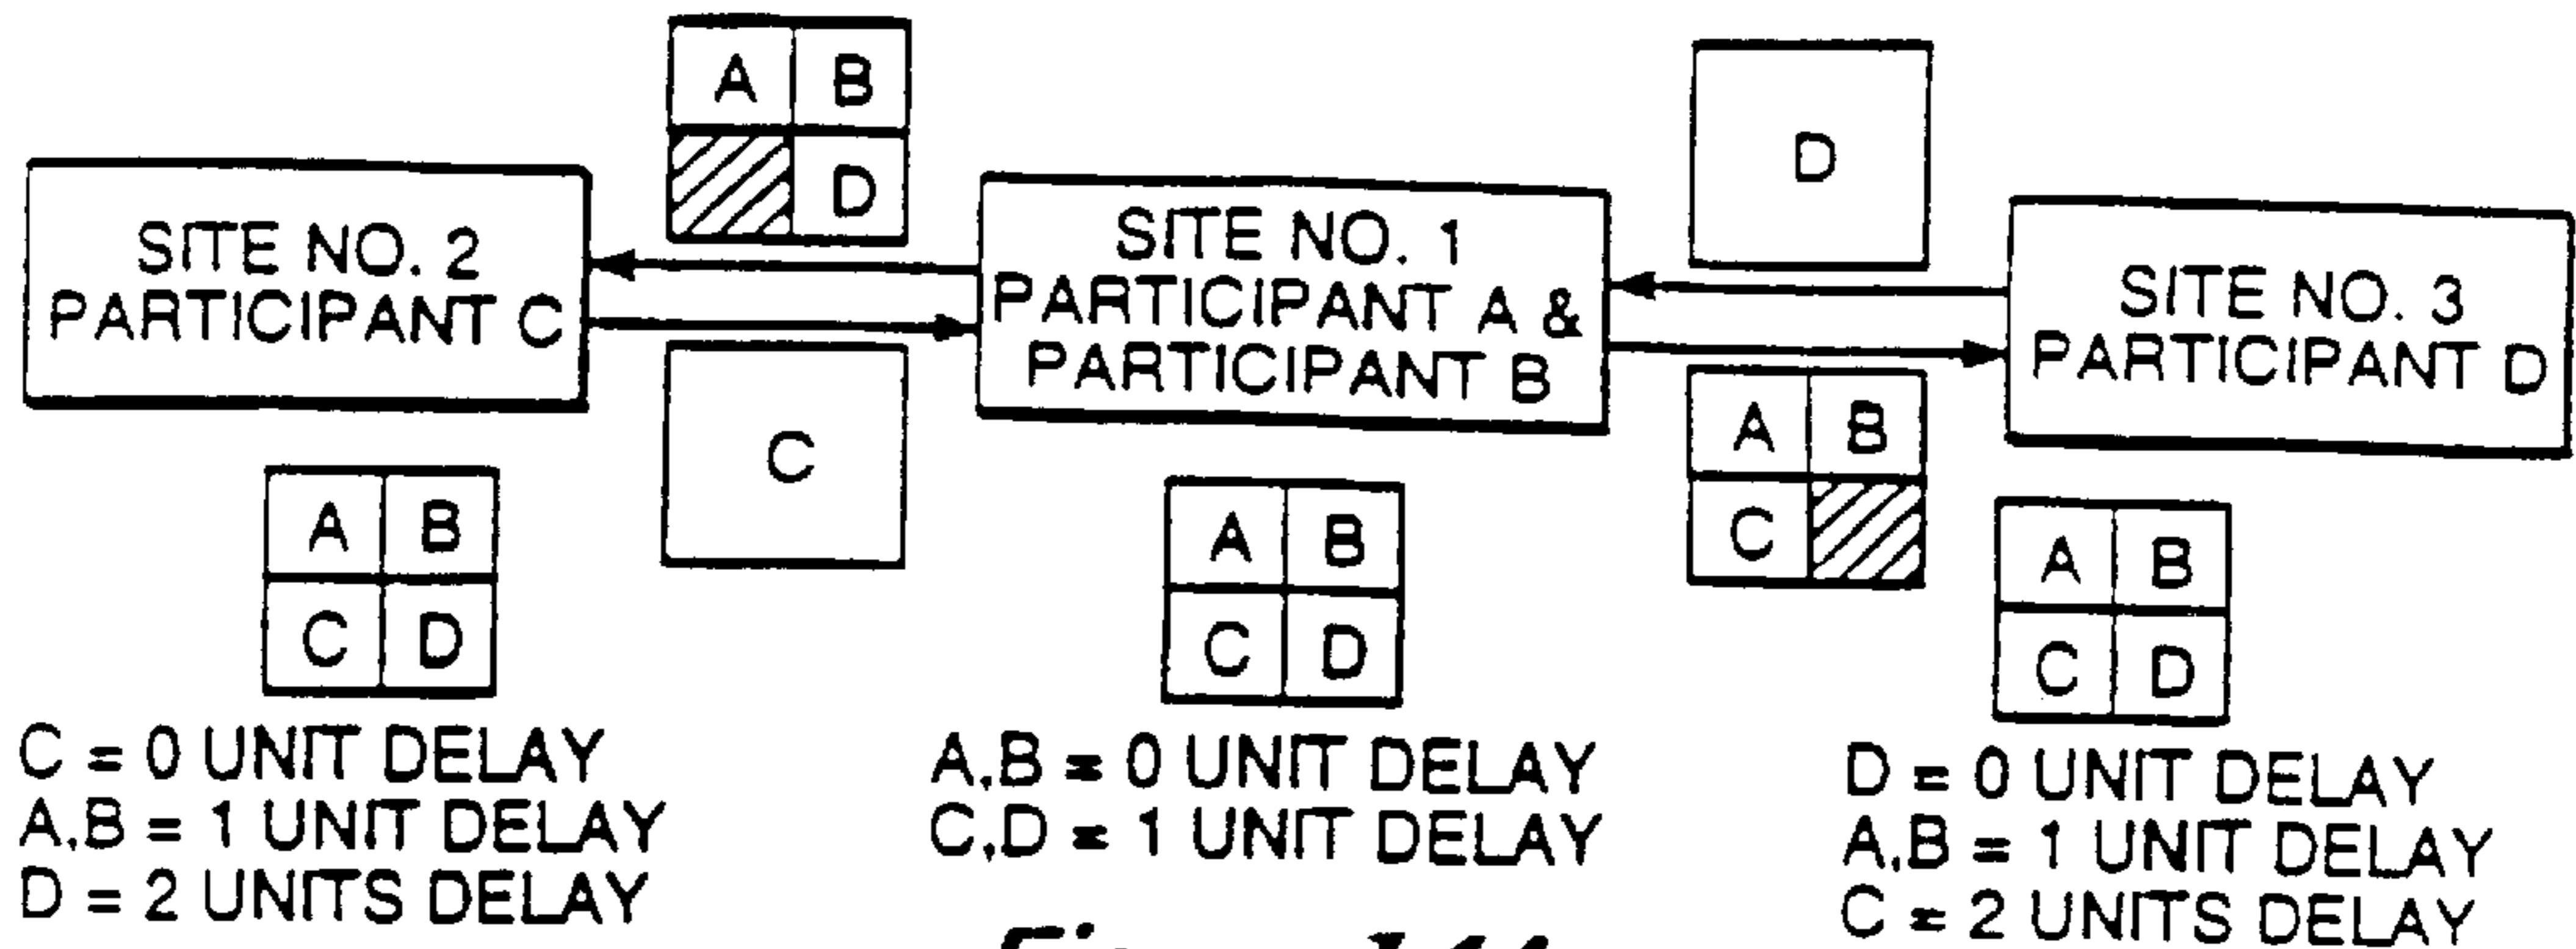 A B
D
D
SITE NO. 2
PARTICIPANT C
SITE NO. 1
PARTICIPANT A &
PARTICIPANT B
SITE NO. 3
PARTICIPANT D
C
A B
C
A B
C D
A B
C D
A B
C D
C = 0 UNIT DELAY
A,B = 1 UNIT DELAY
D = 2 UNITS DELAY
A,B = 0 UNIT DELAY
C,D = 1 UNIT DELAY
D = 0 UNIT DELAY
A,B = 1 UNIT DELAY
C = 2 UNITS DELAY